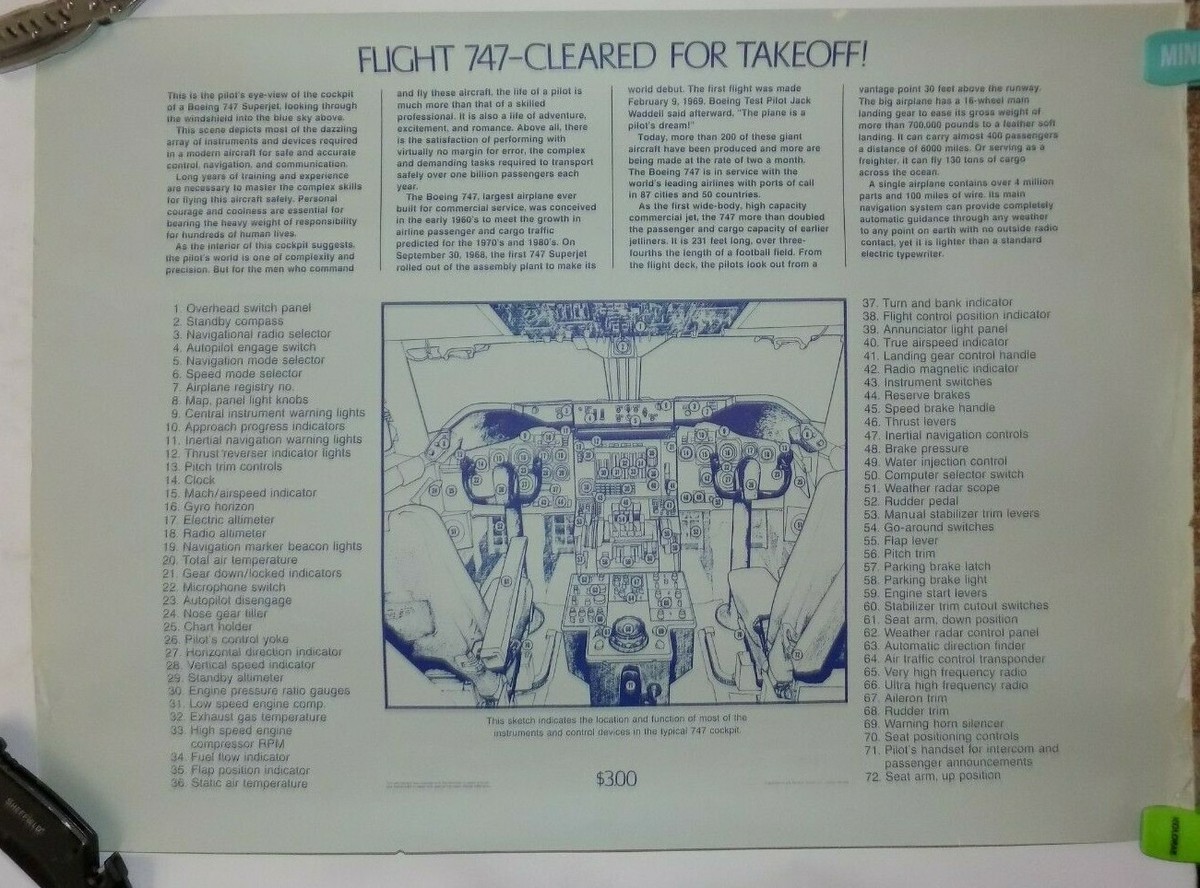 FLIGHT 747-CLEARED FOR TAKEOFF!
This is the pilot's eye-view of the cockpit
of a Boeing 747 Superjet, looking through
the windshield into the blue sky above.
This scene depicts most of the dazzling
array of instruments and devices required
in a modern aircraft for safe and accurate
control, navigation, and communication.
Long years of training and experience
are necessary to master the complex skills
for flying this aircraft safely. Personal
courage and coolness are essential for
bearing the heavy weight of responsibility
for hundreds of human lives.
As the interior of this cockpit suggests,
the pilot's world is one of complexity and
precision. But for the men who command
and fly these aircraft, the life of a pilot is
much more than that of a skilled
professional. It is also a life of adventure,
excitement, and romance. Above all, there
is the satisfaction of performing with
virtually no margin for error, the complex
and demanding tasks required to transport
safely over one billion passengers each
year.
The Boeing 747, largest airplane ever
built for commercial service, was conceived
in the early 1960's to meet the growth in
airline passenger and cargo traffic
predicted for the 1970's and 1980's. On
September 30, 1968, the first 747 Superjet
rolled out of the assembly plant to make its
world debut. The first flight was made
February 9, 1969. Boeing Test Pilot Jack
Waddell said afterward, "The plane is a
pilot's dream!"
Today, more than 200 of these giant
aircraft have been produced and more are
being made at the rate of two a month.
The Boeing 747 is in service with the
world's leading airlines with ports of call
in 87 cities and 50 countries.
As the first wide-body, high capacity
commercial jet, the 747 more than doubled
the passenger and cargo capacity of earlier
jetliners. It is 231 feet long, over three-
fourths the length of a football field. From
the flight deck, the pilots look out from a
vantage point 30 feet above the runway.
The big airplane has a 16-wheel main
landing gear to ease its gross weight of
more than 700,000 pounds to a feather soft
landing. It can carry almost 400 passengers
a distance of 6000 miles. Or serving as a
freighter, it can fly 130 tons of cargo
across the ocean.
A single airplane contains over 4 million
parts and 100 miles of wire. Its main
navigation system can provide completely
automatic guidance through any weather
to any point on earth with no outside radio
contact, yet it is lighter than a standard
electric typewriter.
1 Overhead switch panel
2. Standby compass
3. Navigational radio selector
4. Autopilot engage switch
5. Navigation mode selector
6. Speed mode selector
7. Airplane registry no.
8. Map, panel light knobs
9. Central instrument warning lights
10. Approach progress indicators
11. Inertial navigation warning lights
12. Thrust reverser indicator lights
13. Pitch trim controls
14. Clock
15. Mach/airspeed indicator
16. Gyro horizon
17. Electric altimeter
18. Radio altimeter
19. Navigation marker beacon lights
20. Total air temperature
21. Gear down/locked indicators
22. Microphone switch
23. Autopilot disengage
24. Nose gear tiller
25. Chart holder
26. Pilot's control yoke
27. Horizontal direction indicator
28. Vertical speed indicator
29. Standby altimeter
30. Engine pressure ratio gauges
31. Low speed engine comp.
32. Exhaust gas temperature
33. High speed engine
compressor RPM
34. Fuel flow indicator
35. Flap position indicator
36. Static air temperature
This sketch indicates the location and function of most of the
instruments and control devices in the typical 747 cockpit.
$3.00
37. Turn and bank indicator
38. Flight control position indicator
39. Annunciator light panel
40. True airspeed indicator
41. Landing gear control handle
42. Radio magnetic indicator
43. Instrument switches
44. Reserve brakes
45. Speed brake handle
46. Thrust levers
47. Inertial navigation controls
48. Brake pressure
49. Water injection control
50. Computer selector switch
51. Weather radar scope
52. Rudder pedal
53. Manual stabilizer trim levers
54. Go-around switches
55. Flap lever
56. Pitch trim
57. Parking brake latch
58. Parking brake light
59. Engine start levers
60. Stabilizer trim cutout switches
61. Seat arm, down position
62. Weather radar control panel
63. Automatic direction finder
64. Air traffic control transponder
65. Very high frequency radio
66. Ultra high frequency radio
67. Aileron trim
68. Rudder trim
69. Warning horn silencer
70. Seat positioning controls
71. Pilot's handset for intercom and
passenger announcements
72. Seat arm, up position
MINI